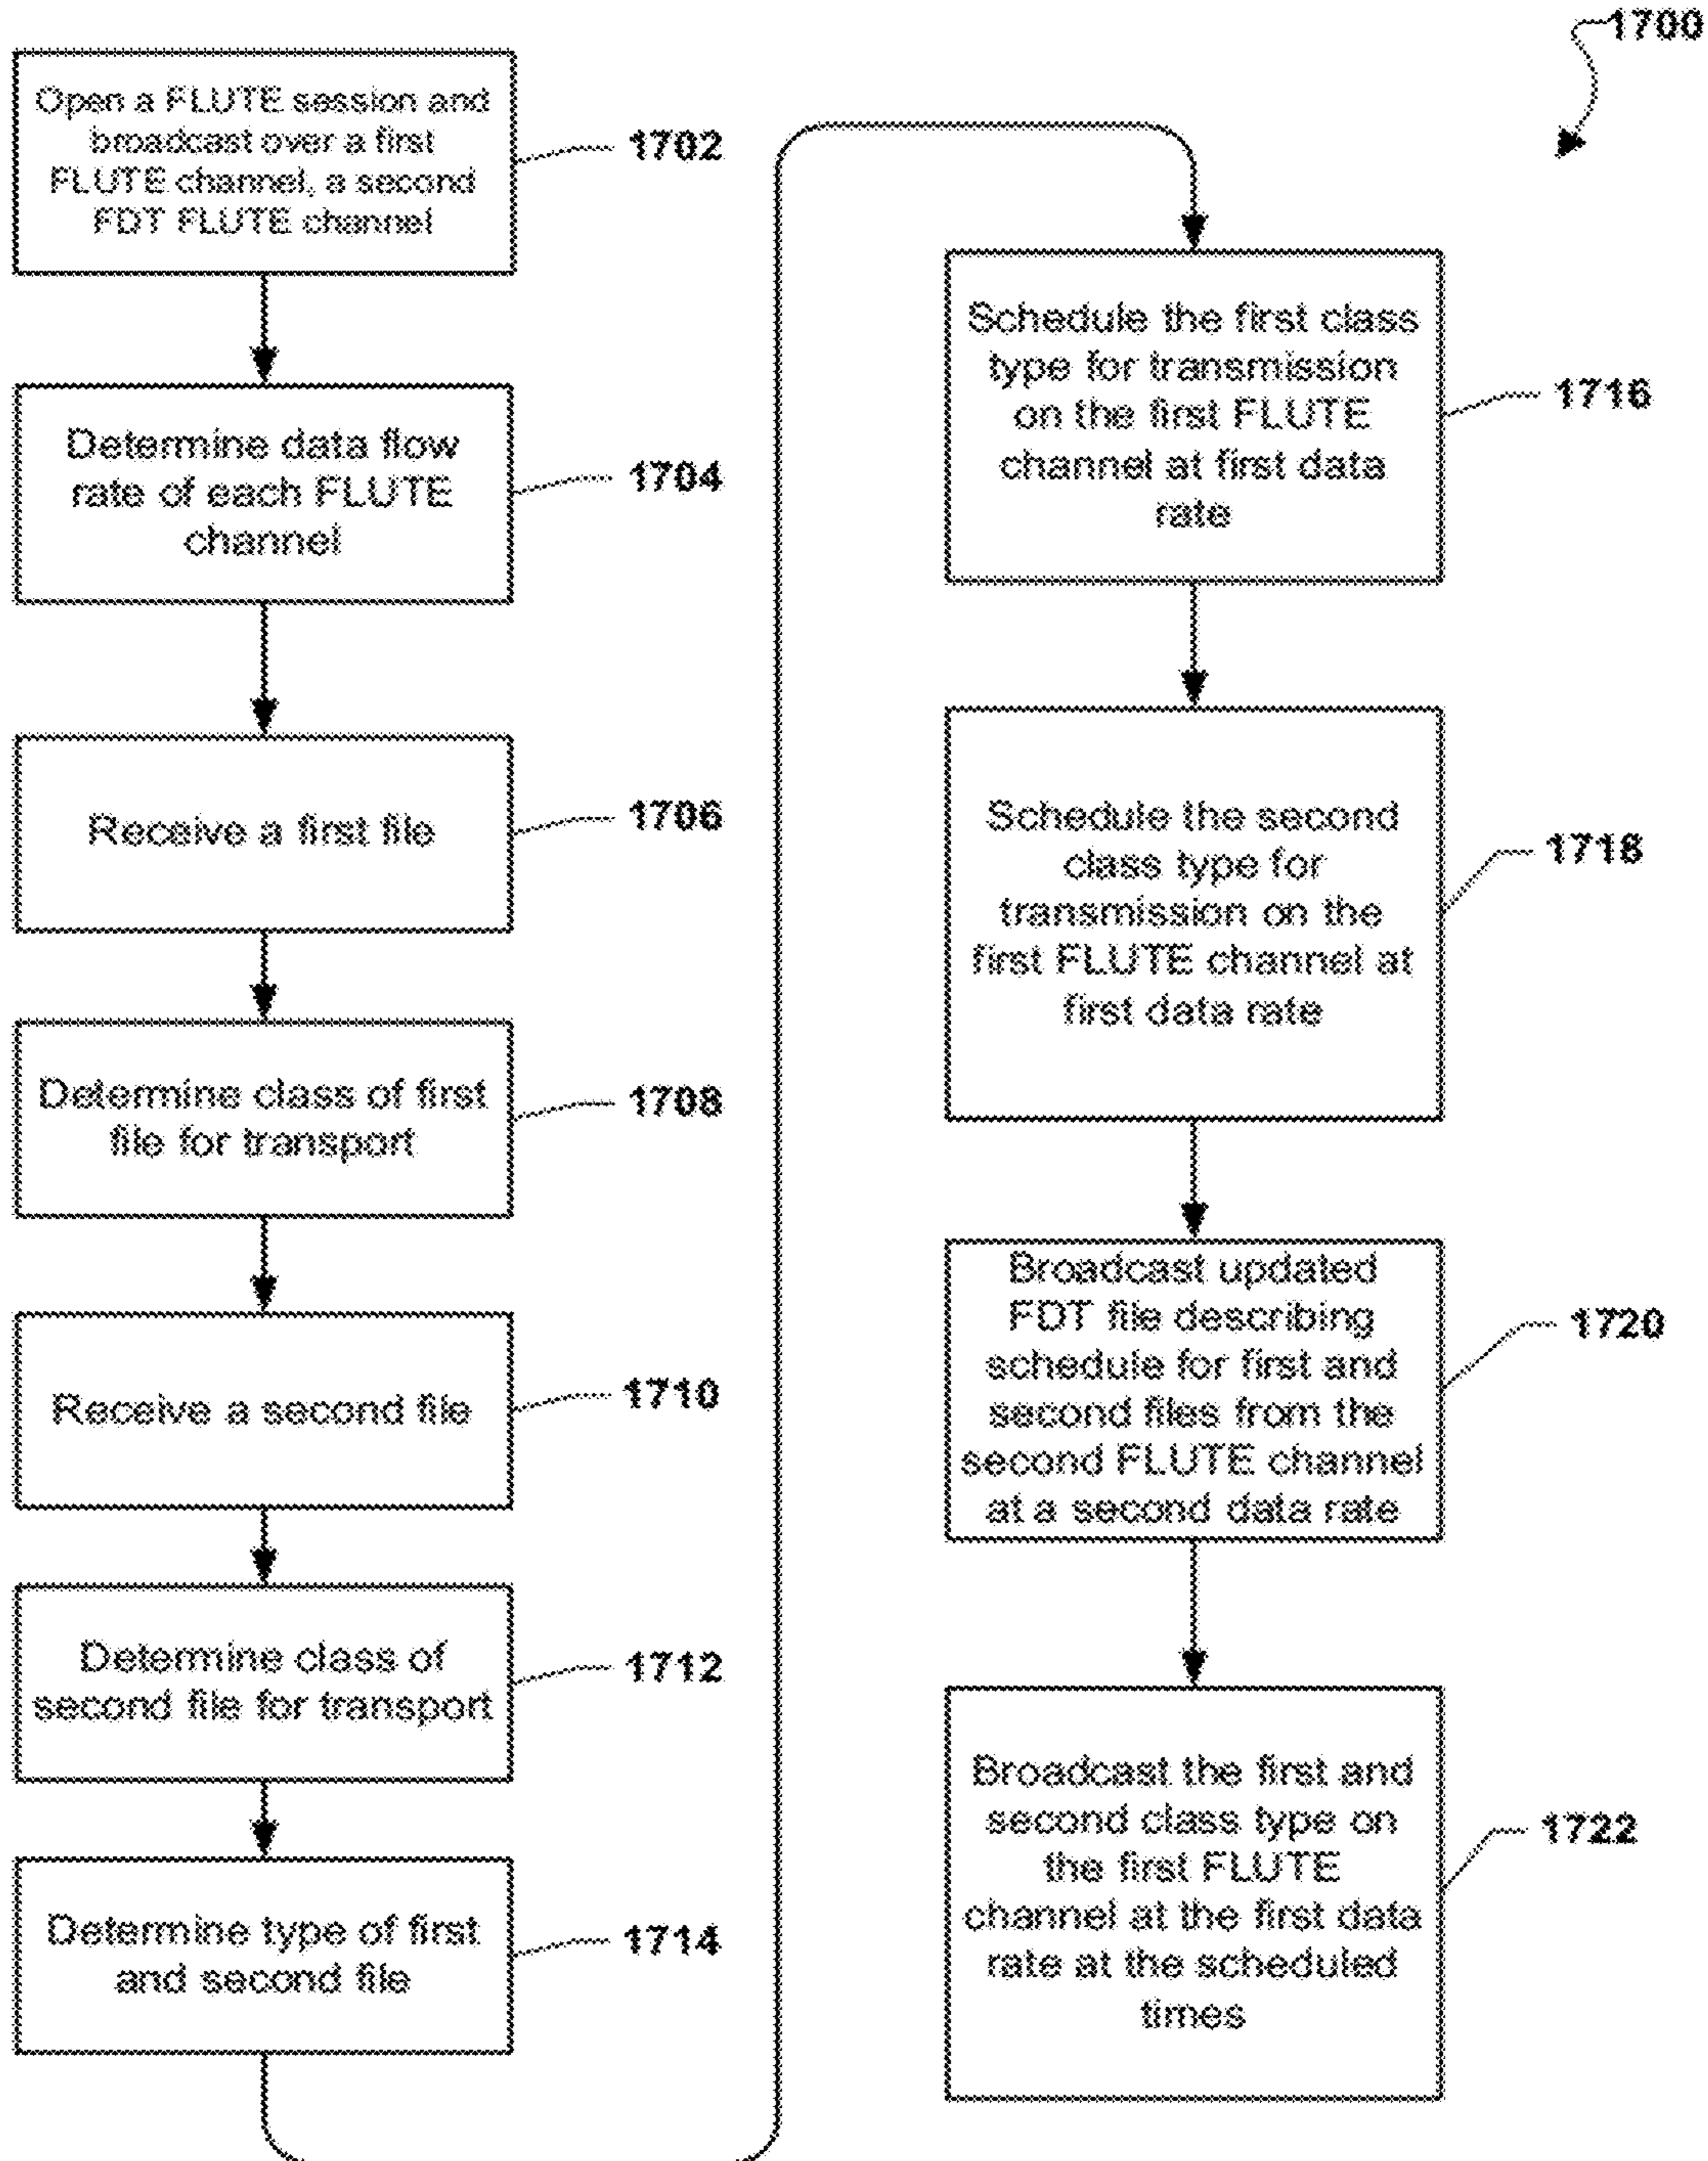 1700
Open a FLUTE session and
broadcast over a first
FLUTE channel, a second
FDT FLUTE channel
1702
Determine data flow
rate of each FLUTE
channel
1704
Receive a first file
1706
Determine class of first
file for transport
1708
Receive a second file
1710
Determine class of
second file for transport
1712
Determine type of first
and second file
1714
Schedule the first class
type for transmission
on the first FLUTE
channel at first data
rate
1716
Schedule the second
class type for
transmission on the
first FLUTE channel at
first data rate
1718
Broadcast updated
FDT file describing
schedule for first and
second files from the
second FLUTE channel
at a second data rate
1720
Broadcast the first and
second class type on
the first FLUTE
channel at the first data
rate at the scheduled
times
1722